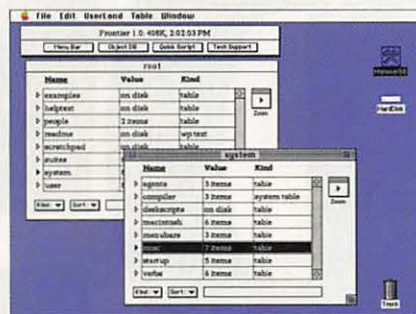 File Edit UserLand Table Window
Frontier 1.0: 408K, 2:02:03 PM
Menu Bar Object DB Quick Script Tech Support
root
Name Value Kind
examples on disk table
helptext on disk table
people 2 items table
readme on disk wp text
scratchpad on disk table
suites
system
user
Zoom
Kind: Sort:
system
Name Value Kind
agents 3 items table
compiler 3 items system table
deskscripts on disk table
macintosh 6 items table
menubars 3 items table
misc 7 items table
startup 5 items table
verbs 6 items table
Zoom
Kind: Sort:
HardDisk
Trash